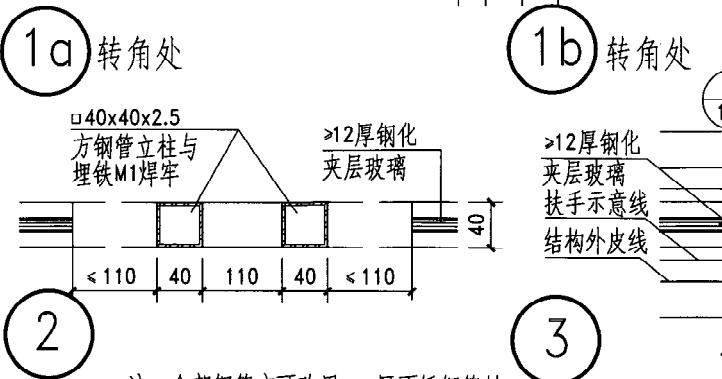 1a 转角处
1b 转角处
□40x40x2.5
方钢管立柱与
埋铁M1焊牢
≥12厚钢化
夹层玻璃
≥12厚钢化
夹层玻璃
扶手示意线
结构外皮线
40
≤110 40 110 40 ≤110
2
3